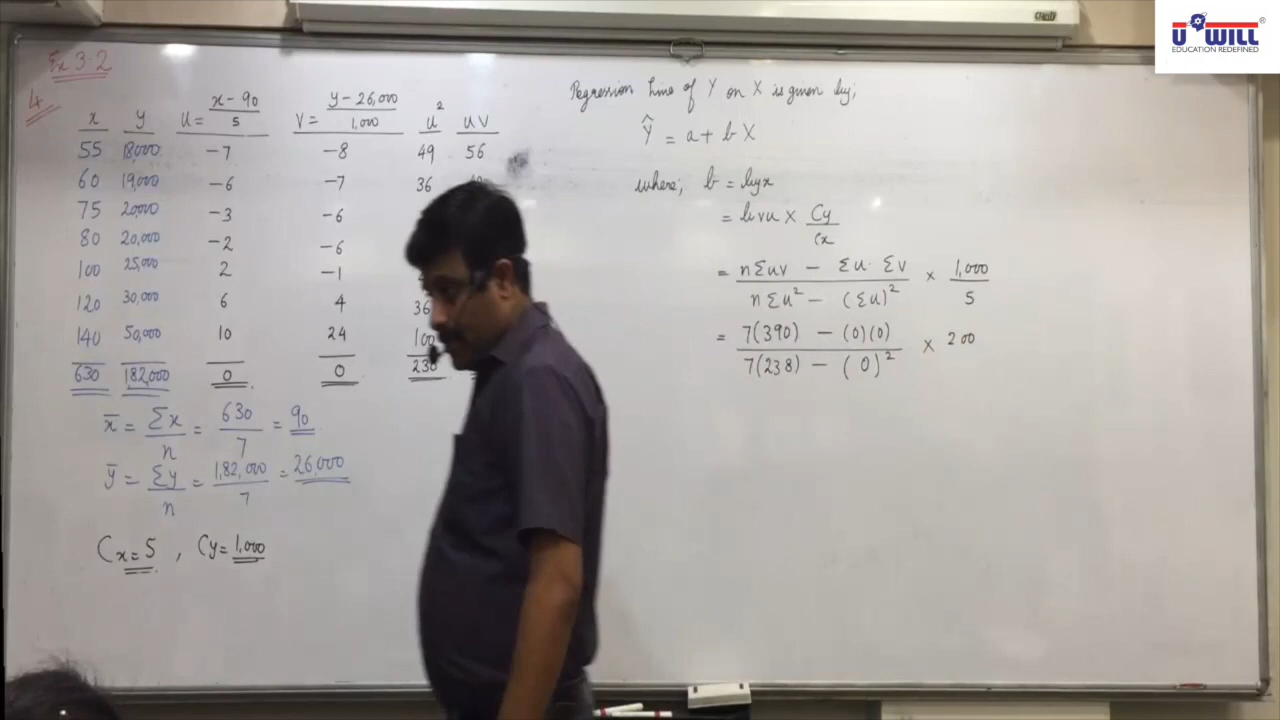 U WILL
EDUCATION REDEFINED
Ex 3.2
4
x y u = x - 90 / 5 v = y - 26,000 / 1,000 u² uv
55 18,000 -7 -8 49 56
60 19,000 -6 -7 36
75 20,000 -3 -6
80 20,000 -2 -6
100 25,000 2 -1
120 30,000 6 4 36
140 50,000 10 24 100
630 182,000 0 0 238
x̄ = Σx / n = 630 / 7 = 90
ȳ = Σy / n = 1,82,000 / 7 = 26,000
Cx = 5 , Cy = 1,000
Regression line of Y on X is given by;
Ŷ = a + b X
where; b = byx
= bvu × Cy / Cx
= nΣuv - Σu · Σv / nΣu² - (Σu)² × 1,000 / 5
= 7(390) - (0)(0) / 7(238) - (0)² × 200